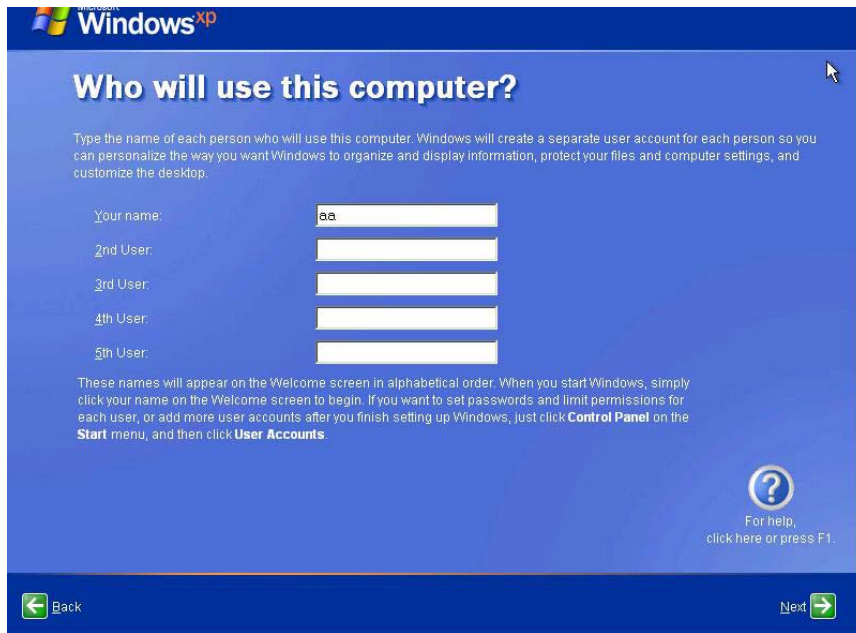 Microsoft
Windows xp
Who will use this computer?
Type the name of each person who will use this computer. Windows will create a separate user account for each person so you
can personalize the way you want Windows to organize and display information, protect your files and computer settings, and
customize the desktop.
Your name: aa
2nd User:
3rd User:
4th User:
5th User:
These names will appear on the Welcome screen in alphabetical order. When you start Windows, simply
click your name on the Welcome screen to begin. If you want to set passwords and limit permissions for
each user, or add more user accounts after you finish setting up Windows, just click Control Panel on the
Start menu, and then click User Accounts.
?
For help,
click here or press F1.
Back
Next